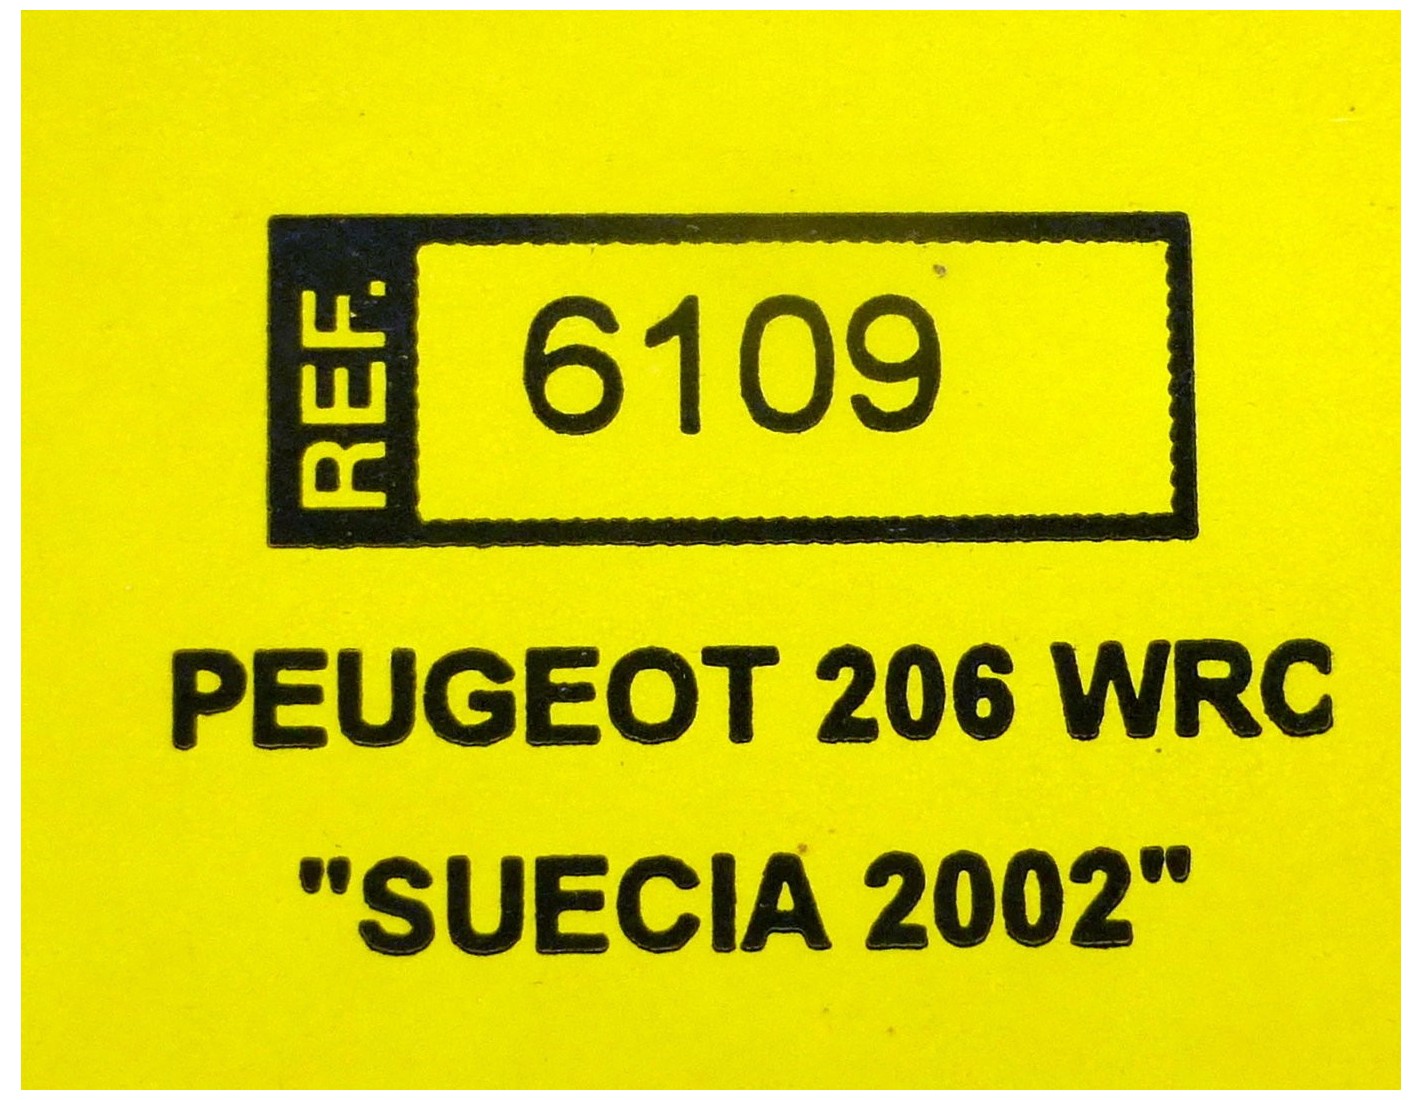 REF. 6109
PEUGEOT 206 WRC
"SUECIA 2002"